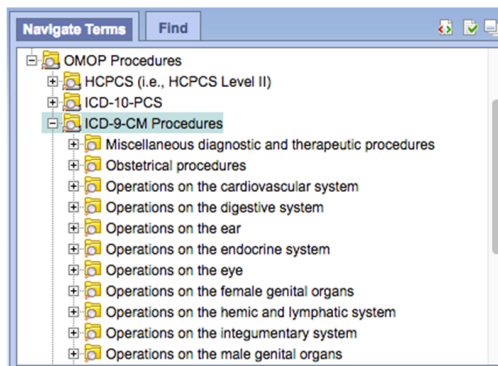 Navigate Terms Find
OMOP Procedures
HCPCS (i.e., HCPCS Level II)
ICD-10-PCS
ICD-9-CM Procedures
Miscellaneous diagnostic and therapeutic procedures
Obstetrical procedures
Operations on the cardiovascular system
Operations on the digestive system
Operations on the ear
Operations on the endocrine system
Operations on the eye
Operations on the female genital organs
Operations on the hemic and lymphatic system
Operations on the integumentary system
Operations on the male genital organs